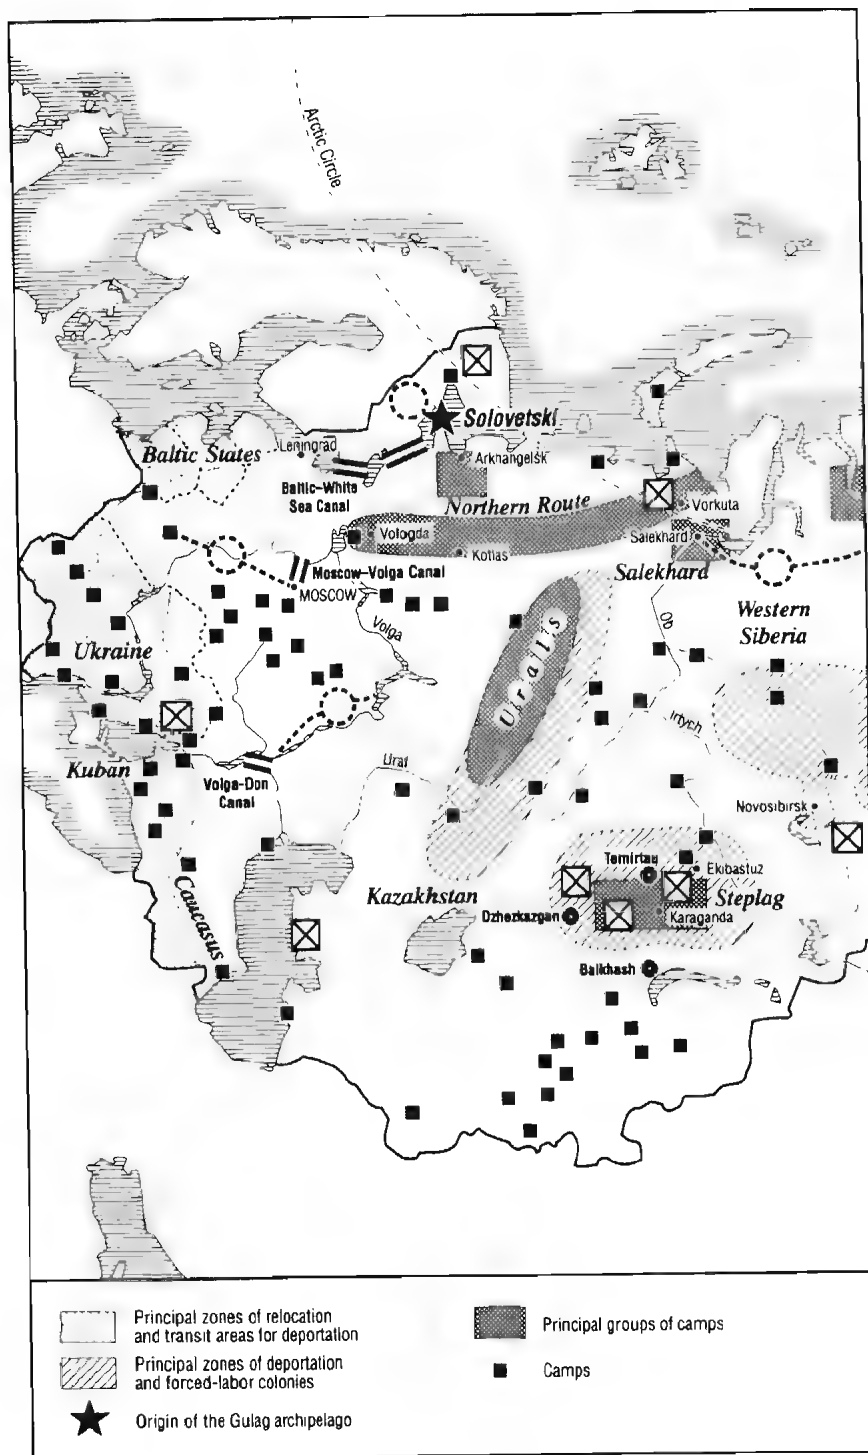 Arctic Circle
Solovetski
Leningrad
Arkhangelsk
Baltic States
Baltic–White
Sea Canal
Northern Route
Vorkuta
Vologda
Kotlas
Salekhard
Salekhard
Moscow-Volga Canal
MOSCOW
Volga
Ob
Western
Siberia
Ukraine
Urals
Irtych
Kuban
Volga-Don
Canal
Ural
Novosibirsk
Temirtau
Ekibastuz
Kazakhstan
Steplag
Dzhezkazgan
Karaganda
Caucasus
Balkhash
Principal zones of relocation
and transit areas for deportation
Principal zones of deportation
and forced-labor colonies
Origin of the Gulag archipelago
Principal groups of camps
Camps